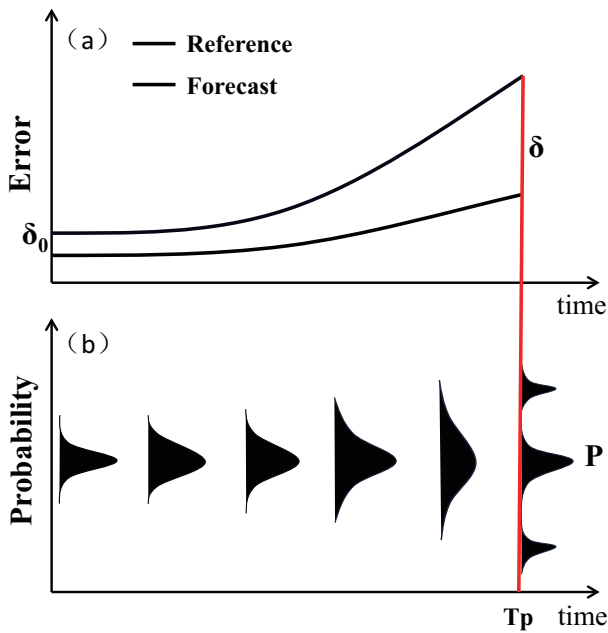 （a）
Reference
Forecast
Error
δ₀
δ
time
（b）
Probability
P
time
Tp